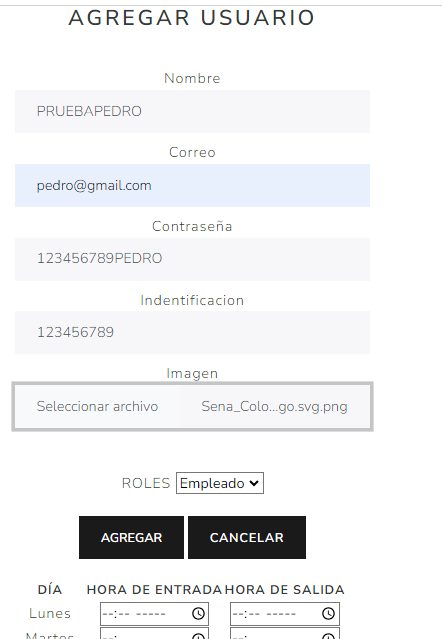 AGREGAR USUARIO
Nombre
PRUEBAPEDRO
Correo
pedro@gmail.com
Contraseña
123456789PEDRO
Indentificacion
123456789
Imagen
Seleccionar archivo Sena_Colo...go.svg.png
ROLES Empleado
AGREGAR CANCELAR
DÍA HORA DE ENTRADA HORA DE SALIDA
Lunes --:-- ----- --:-- -----
Martes --:-- ----- --:-- -----